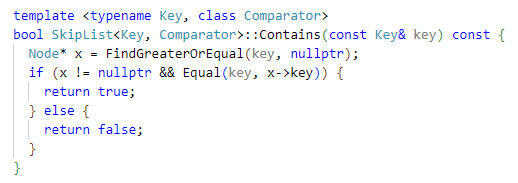 template <typename Key, class Comparator>
bool SkipList<Key, Comparator>::Contains(const Key& key) const {
  Node* x = FindGreaterOrEqual(key, nullptr);
  if (x != nullptr && Equal(key, x->key)) {
    return true;
  } else {
    return false;
  }
}